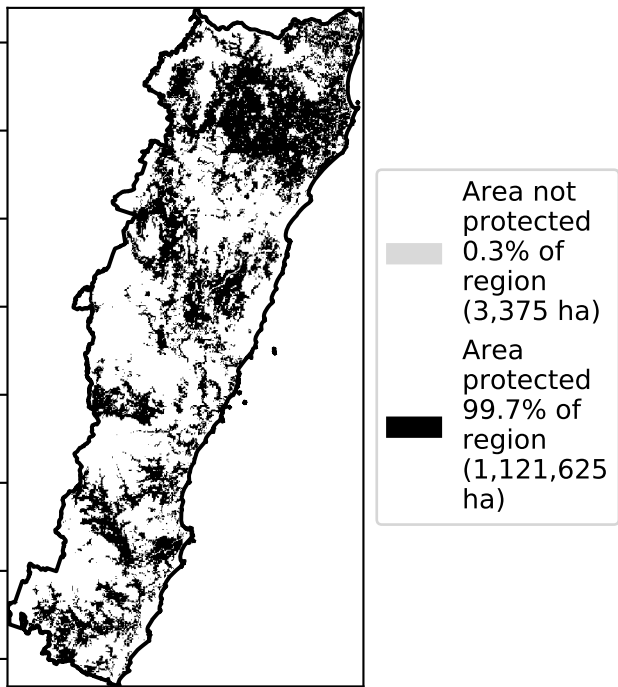 Area not
protected
0.3% of
region
(3,375 ha)
Area
protected
99.7% of
region
(1,121,625
ha)